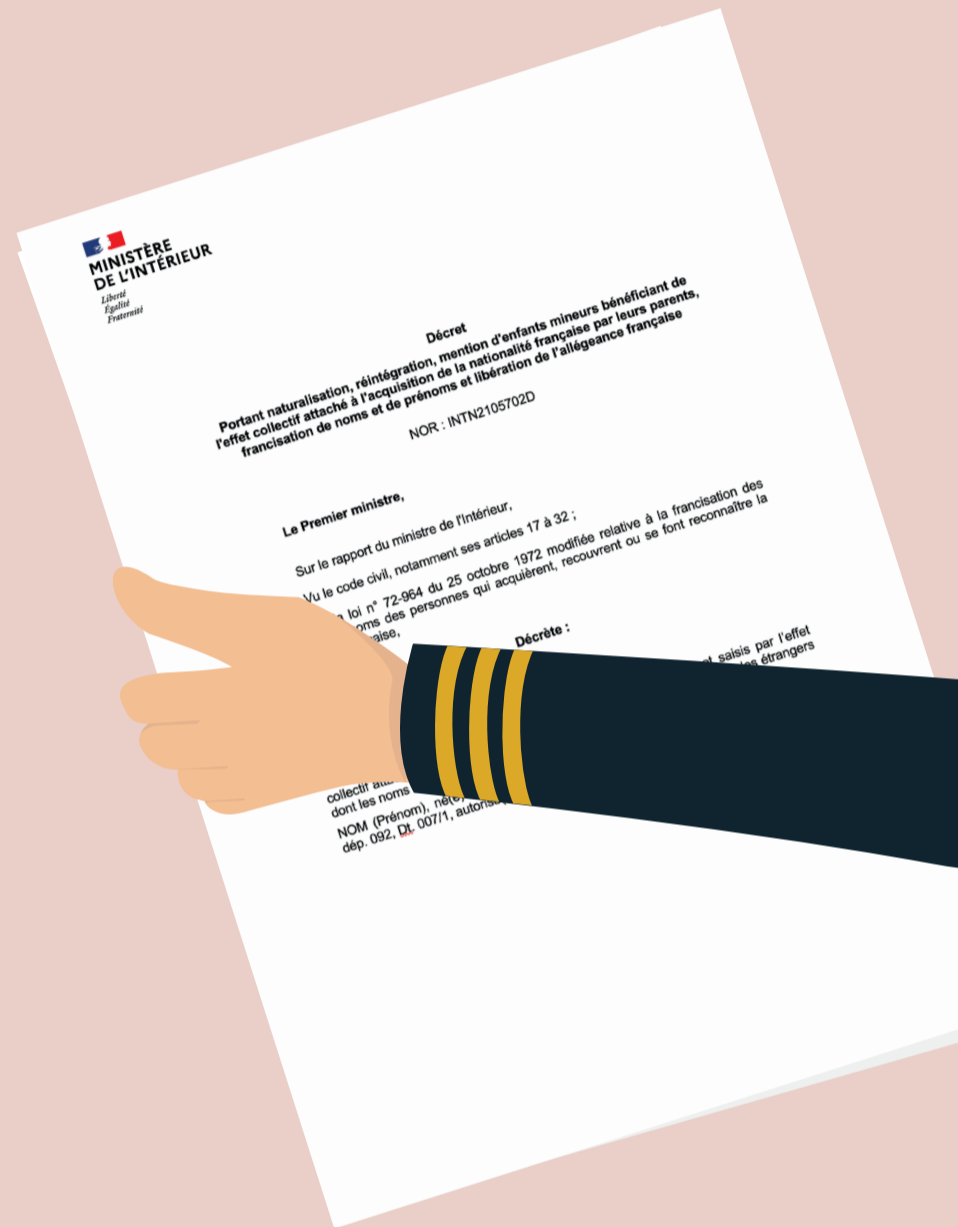 MINISTÈRE
DE L'INTÉRIEUR
Liberté
Égalité
Fraternité
Décret
Portant naturalisation, réintégration, mention d'enfants mineurs bénéficiant de
l'effet collectif attaché à l'acquisition de la nationalité française par leurs parents,
francisation de noms et de prénoms et libération de l'allégeance française
NOR : INTN2105702D
Le Premier ministre,
Sur le rapport du ministre de l'Intérieur,
Vu le code civil, notamment ses articles 17 à 32 ;
loi n° 72-964 du 25 octobre 1972 modifiée relative à la francisation des
des personnes qui acquièrent, recouvrent ou se font reconnaître la
Décrète :
saisis par l'effet
étrangers
collectif
dont les noms
NOM (Prénom),
dép. 092, Dt. 007/1,